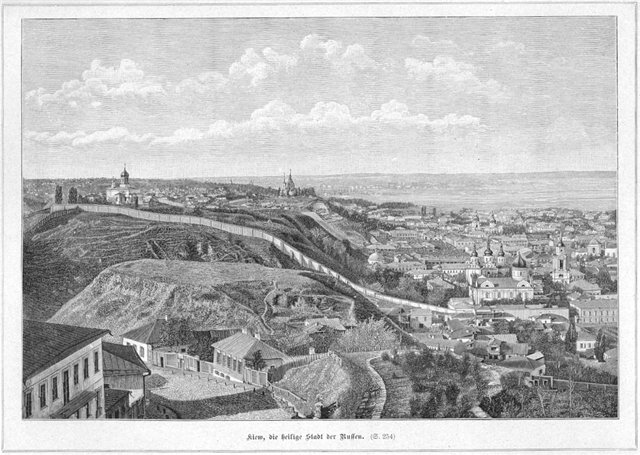 Kiew, die heilige Stadt der Russen. (S. 254)